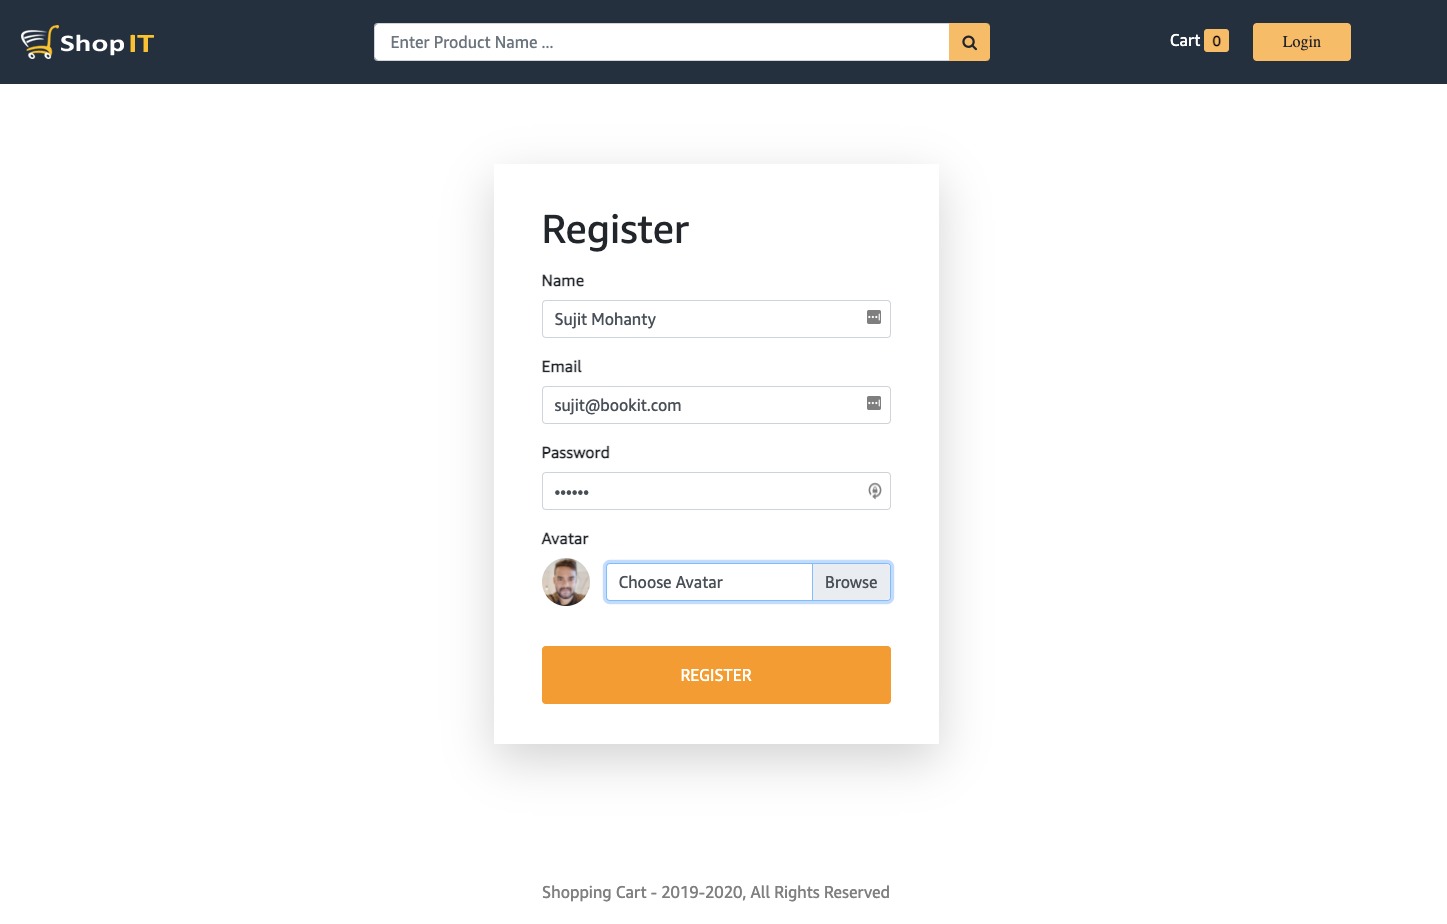 Shop IT
Enter Product Name ...
Cart 0
Login
Register
Name
Sujit Mohanty
Email
sujit@bookit.com
Password
••••••
Avatar
Choose Avatar
Browse
REGISTER
Shopping Cart - 2019-2020, All Rights Reserved